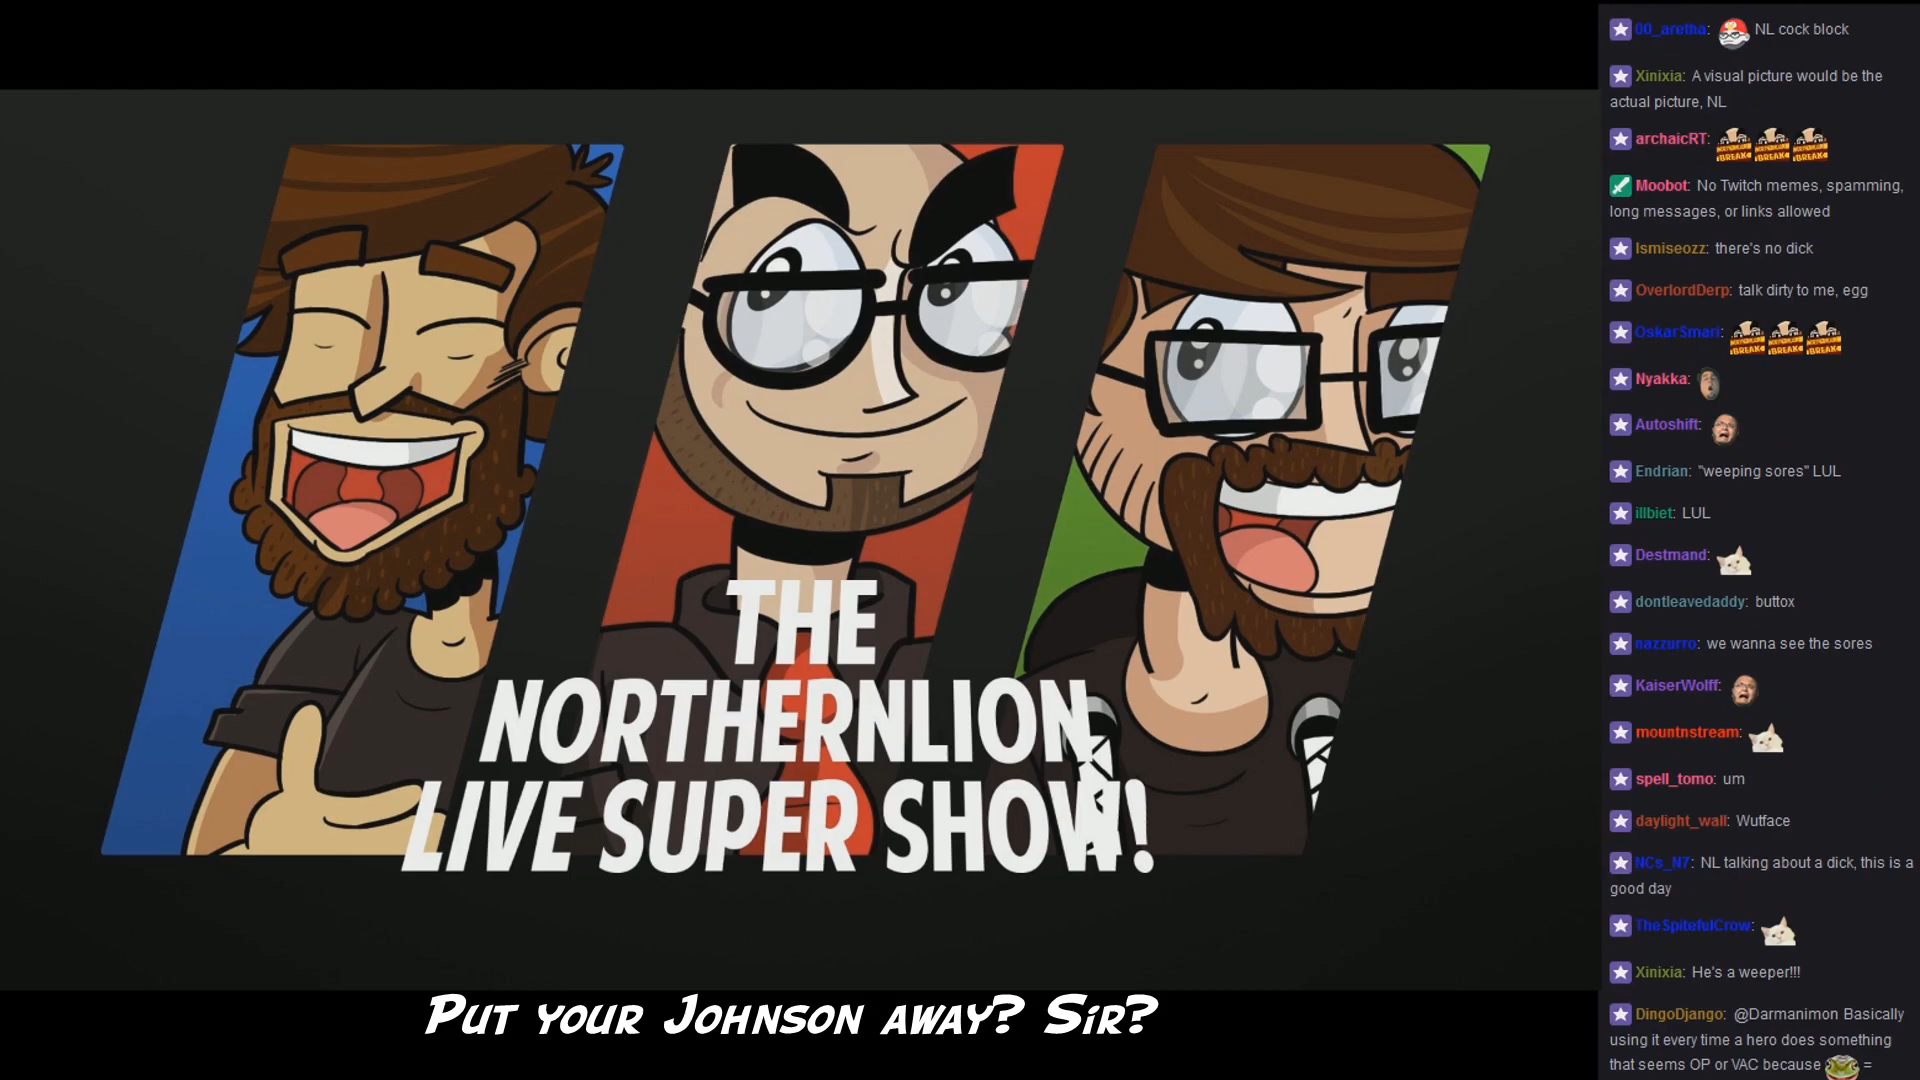 THE
NORTHERNLION
LIVE SUPER SHOW!
PUT YOUR JOHNSON AWAY? SIR?
00_aretha: NL cock block
Xinixia: A visual picture would be the
actual picture, NL
archaicRT:
Moobot: No Twitch memes, spamming,
long messages, or links allowed
Ismiseozz: there's no dick
OverlordDerp: talk dirty to me, egg
OskarSmari:
Nyakka:
Autoshift:
Endrian: "weeping sores" LUL
illbiet: LUL
Destmand:
dontleavedaddy: buttox
nazzurro: we wanna see the sores
KaiserWolff:
mountnstream:
spell_tomo: um
daylight_wall: Wutface
NCs_N7: NL talking about a dick, this is a
good day
TheSpitefulCrow:
Xinixia: He's a weeper!!!
DingoDjango: @Darmanimon Basically
using it every time a hero does something
that seems OP or VAC because =